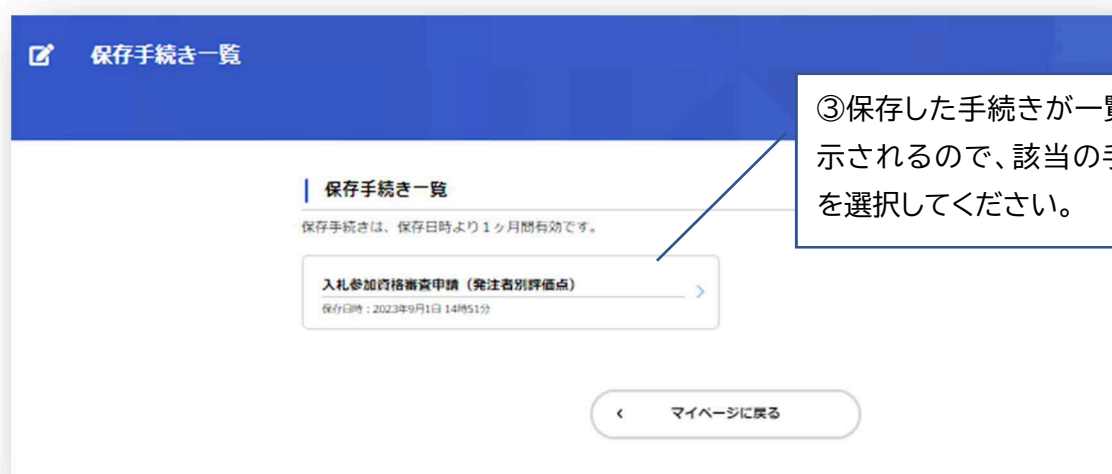 保存手続き一覧
③保存した手続きが一
示されるので、該当の
を選択してください。
保存手続き一覧
保存手続きは、保存日時より1ヶ月間有効です。
入札参加資格審査申請（発注者別評価点）
保存日時：2023年9月1日 14時51分
マイページに戻る